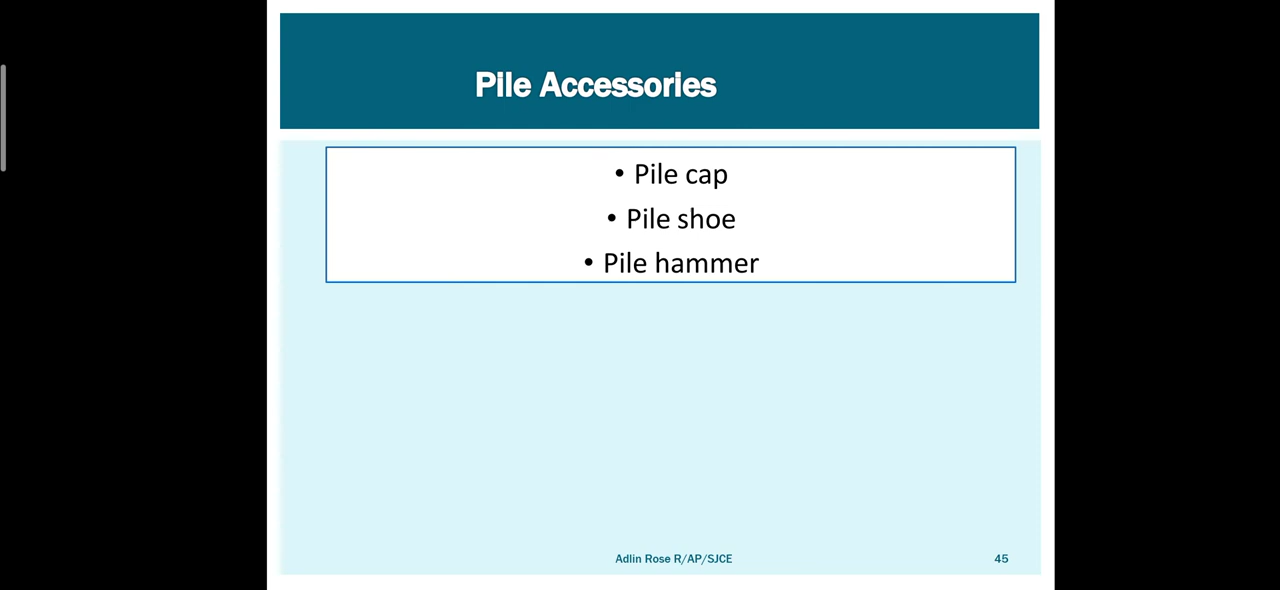 Pile Accessories
• Pile cap
• Pile shoe
• Pile hammer
Adlin Rose R/AP/SJCE
45